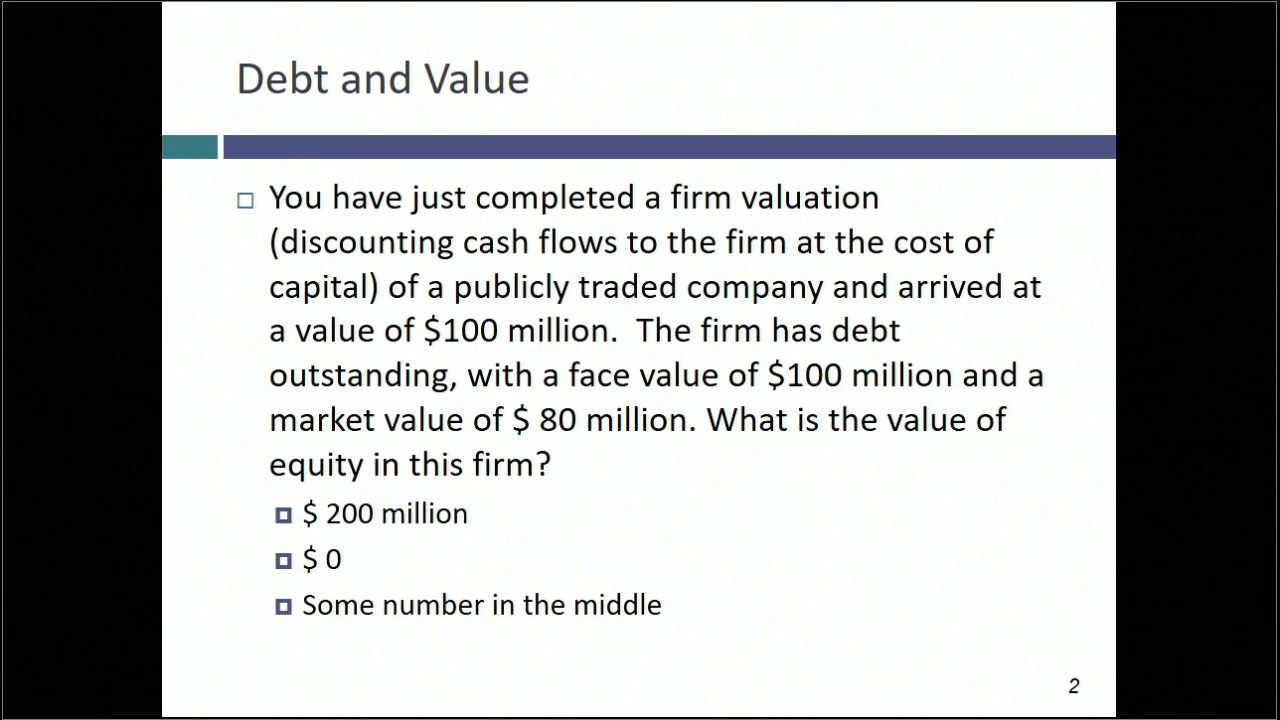 Debt and Value
You have just completed a firm valuation
(discounting cash flows to the firm at the cost of
capital) of a publicly traded company and arrived at
a value of $100 million.  The firm has debt
outstanding, with a face value of $100 million and a
market value of $ 80 million. What is the value of
equity in this firm?
$ 200 million
$ 0
Some number in the middle
2